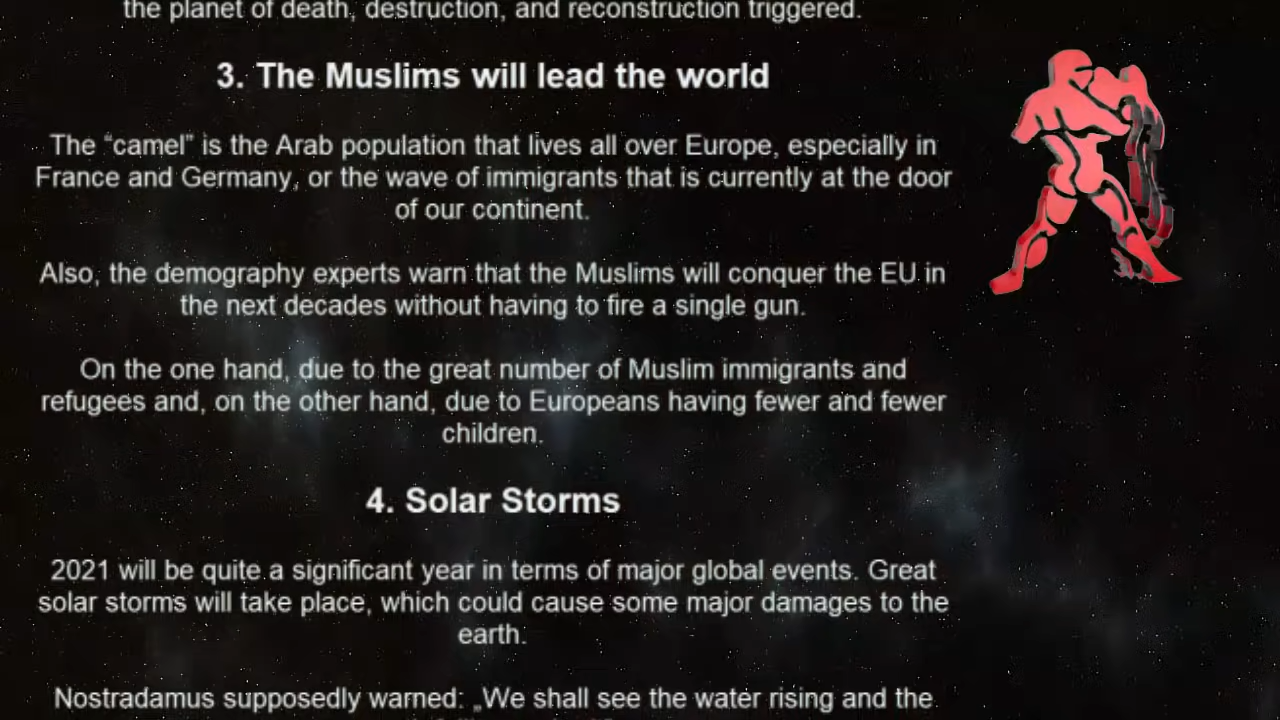 the planet of death, destruction, and reconstruction triggered.
3. The Muslims will lead the world
The “camel” is the Arab population that lives all over Europe, especially in
France and Germany, or the wave of immigrants that is currently at the door
of our continent.
Also, the demography experts warn that the Muslims will conquer the EU in
the next decades without having to fire a single gun.
On the one hand, due to the great number of Muslim immigrants and
refugees and, on the other hand, due to Europeans having fewer and fewer
children.
4. Solar Storms
2021 will be quite a significant year in terms of major global events. Great
solar storms will take place, which could cause some major damages to the
earth.
Nostradamus supposedly warned: „We shall see the water rising and the